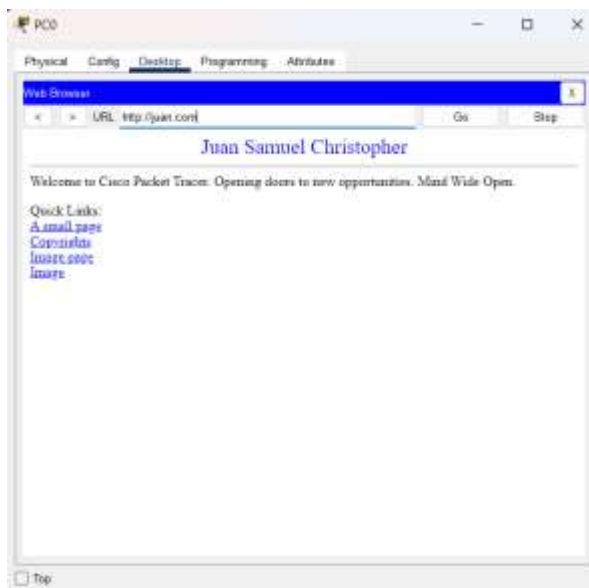 PC0
Physical Config Desktop Programming Attributes
Web Browser X
< > URL http://juan.com Go Stop
Juan Samuel Christopher
Welcome to Cisco Packet Tracer. Opening doors to new opportunities. Mind Wide Open.
Quick Links:
A small page
Copyrights
Image page
Image
Top